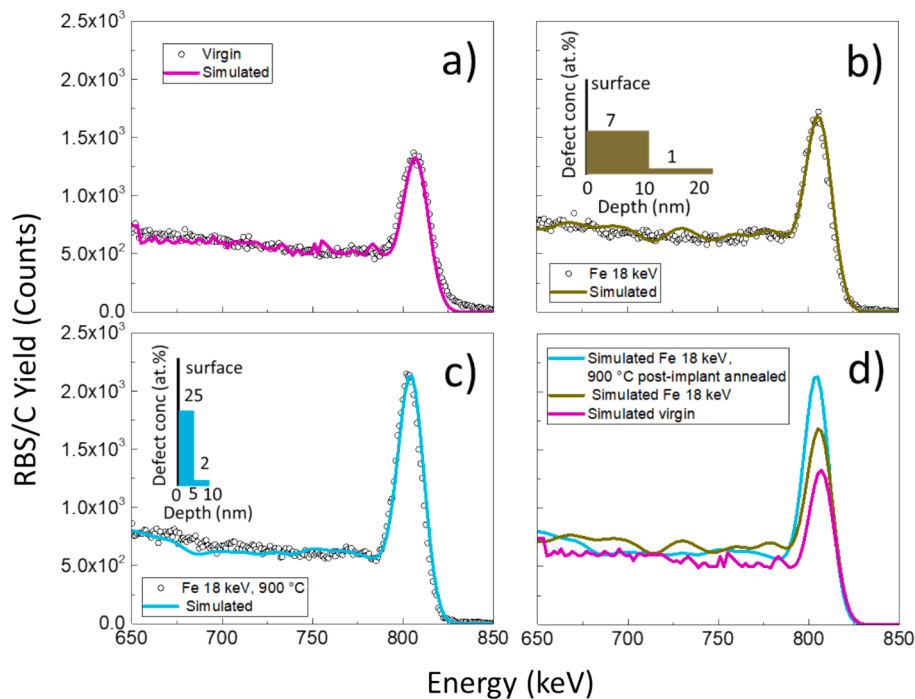 RBS/C Yield (Counts)
2.5x10³
2.0x10³
1.5x10³
1.0x10³
5.0x10²
0.0
Virgin
Simulated
a)
b)
Defect conc (at.%)
surface
7
1
0 10 20
Depth (nm)
Fe 18 keV
Simulated
2.5x10³
2.0x10³
1.5x10³
1.0x10³
5.0x10²
0.0
c)
Defect conc (at.%)
surface
25
2
0 5 10
Depth (nm)
Fe 18 keV, 900 °C
Simulated
650 700 750 800 850
d)
Simulated Fe 18 keV,
900 °C post-implant annealed
Simulated Fe 18 keV
Simulated virgin
650 700 750 800 850
Energy (keV)